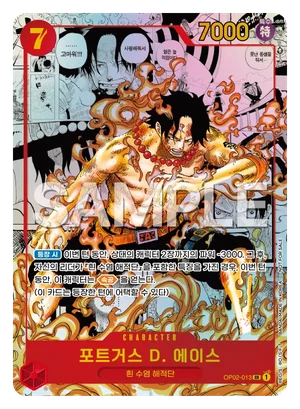 7
7000
特
고마워!!!
SAMPLE
등장 시 이번 턴 동안, 상대의 캐릭터 2장까지의 파워 -3000. 그 후,
자신의 리더가 "흰 수염 해적단"을 포함한 특징을 가진 경우, 이번 턴
동안, 이 캐릭터는 속공 을 얻는다.
(이 카드는 등장한 턴에 어택할 수 있다)
CHARACTER
포트거스 D. 에이스
흰 수염 해적단
OP02-013 SR 1